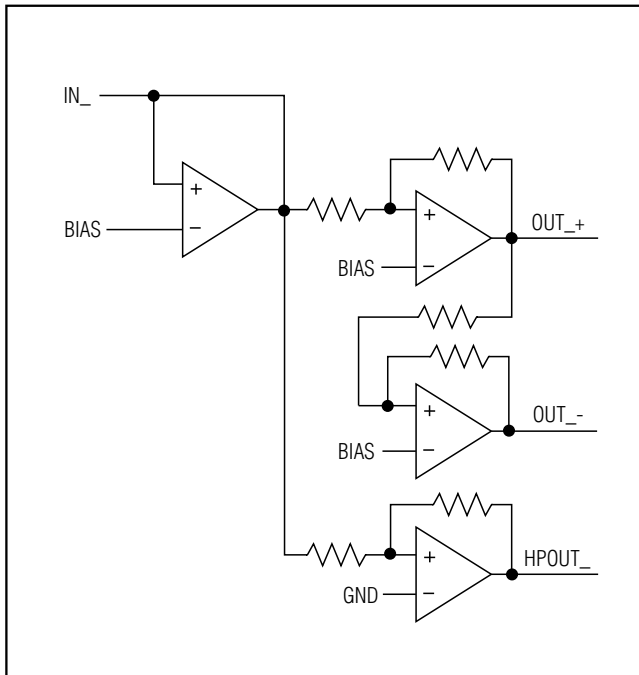 IN_
+
BIAS
−
+
OUT_+
BIAS
−
+
OUT_-
BIAS
−
+
HPOUT_
GND
−